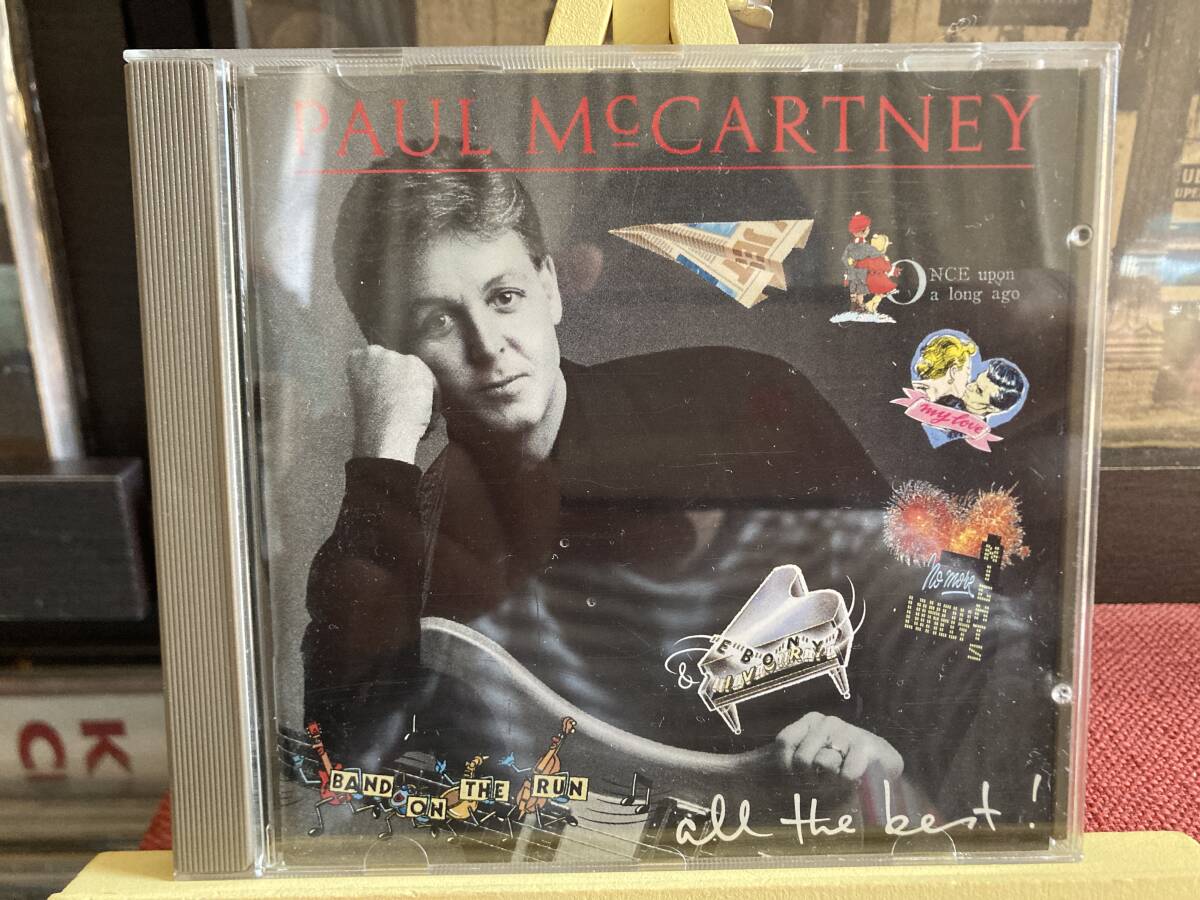 PAUL McCARTNEY
ONCE upon
a long ago
my love
No more
LONELY
NIGHTS
EBONY
& IVORY
BAND ON THE RUN
all the best!
K
C